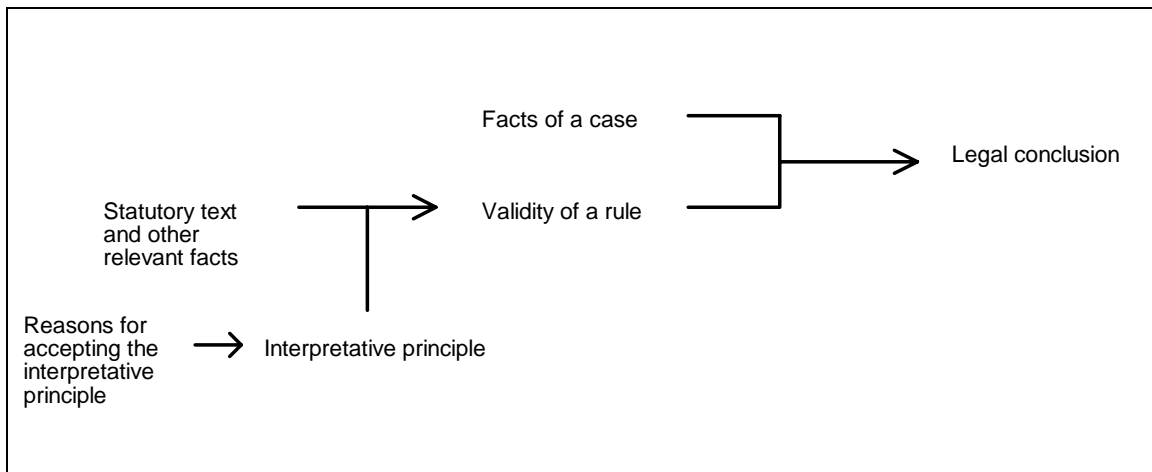 Facts of a case
Legal conclusion
Validity of a rule
Statutory text
and other
relevant facts
Reasons for
accepting the
interpretative
principle
Interpretative principle